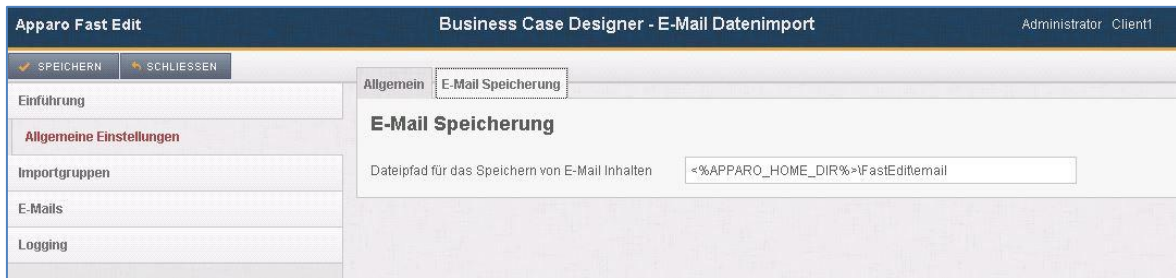 Apparo Fast Edit
Business Case Designer - E-Mail Datenimport
Administrator Client1
SPEICHERN
SCHLIESSEN
Einführung
Allgemeine Einstellungen
Importgruppen
E-Mails
Logging
Allgemein
E-Mail Speicherung
E-Mail Speicherung
Dateipfad für das Speichern von E-Mail Inhalten
<%APPARO_HOME_DIR%>\FastEdit\email